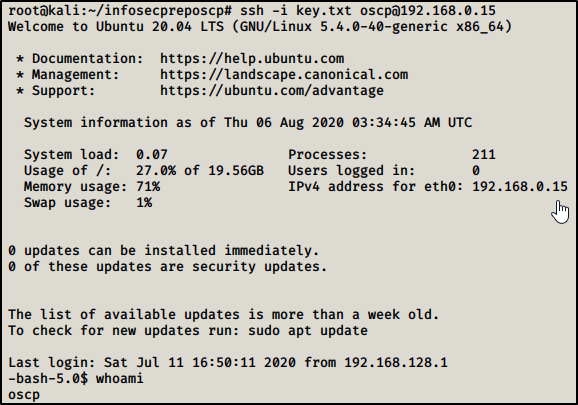 root@kali:~/infosecpreposcp# ssh -i key.txt oscp@192.168.0.15
Welcome to Ubuntu 20.04 LTS (GNU/Linux 5.4.0-40-generic x86_64)
* Documentation:  https://help.ubuntu.com
* Management:     https://landscape.canonical.com
* Support:        https://ubuntu.com/advantage
System information as of Thu 06 Aug 2020 03:34:45 AM UTC
System load:  0.07               Processes:             211
Usage of /:   27.0% of 19.56GB   Users logged in:       0
Memory usage: 71%                IPv4 address for eth0: 192.168.0.15
Swap usage:   1%
0 updates can be installed immediately.
0 of these updates are security updates.
The list of available updates is more than a week old.
To check for new updates run: sudo apt update
Last login: Sat Jul 11 16:50:11 2020 from 192.168.128.1
-bash-5.0$ whoami
oscp